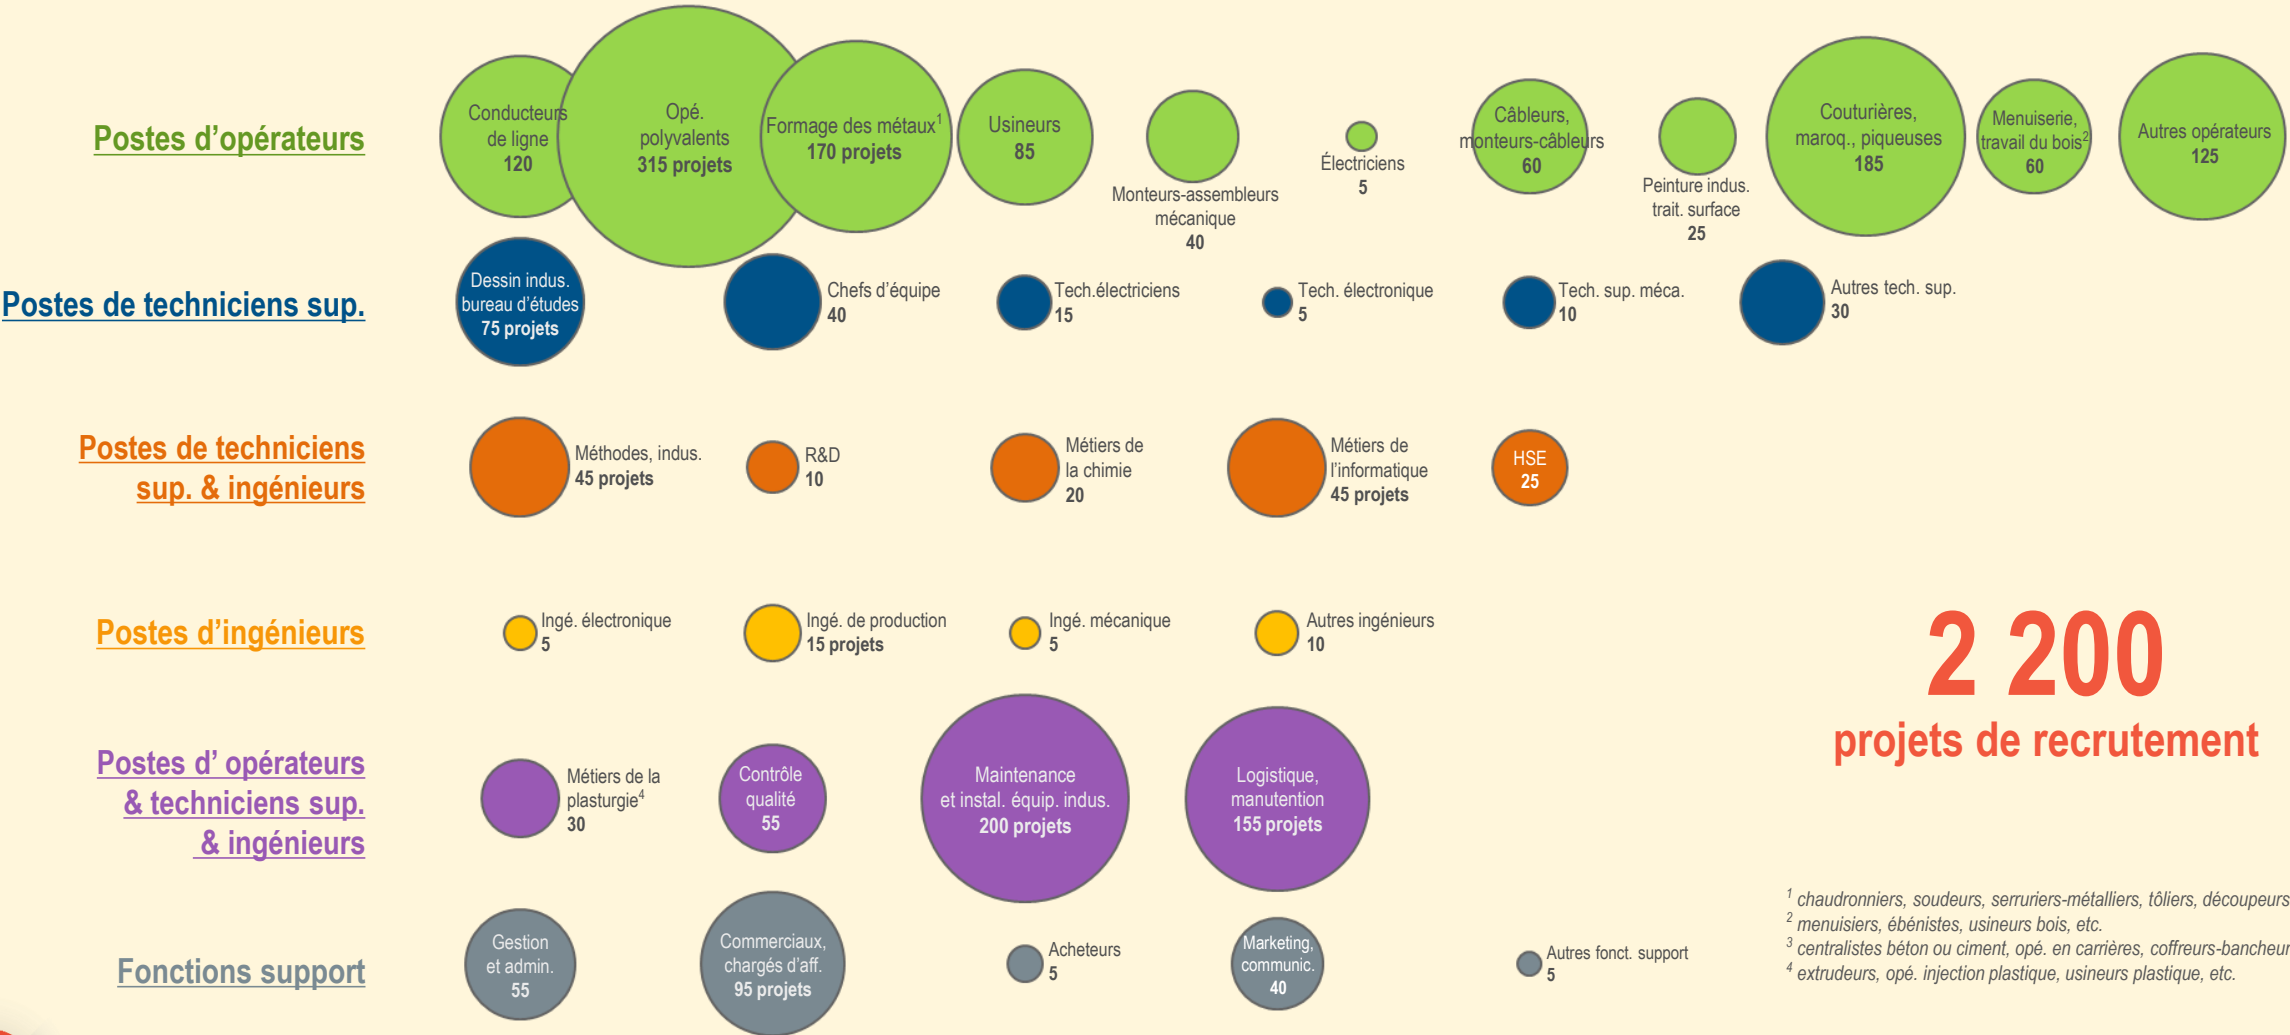 Postes d'opérateurs
Conducteurs
de ligne
120
Opé.
polyvalents
315 projets
Formage des métaux1
170 projets
Usineurs
85
Monteurs-assembleurs
mécanique
40
Électriciens
5
Câbleurs,
monteurs-câbleurs
60
Peinture indus.
trait. surface
25
Couturières,
maroq., piqueuses
185
Menuiserie,
travail du bois2
60
Autres opérateurs
125
Postes de techniciens sup.
Dessin indus.
bureau d'études
75 projets
Chefs d'équipe
40
Tech.électriciens
15
Tech. électronique
5
Tech. sup. méca.
10
Autres tech. sup.
30
Postes de techniciens
sup. & ingénieurs
Méthodes, indus.
45 projets
R&D
10
Métiers de
la chimie
20
Métiers de
l'informatique
45 projets
HSE
25
Postes d'ingénieurs
Ingé. électronique
5
Ingé. de production
15 projets
Ingé. mécanique
5
Autres ingénieurs
10
2 200
projets de recrutement
Postes d' opérateurs
& techniciens sup.
& ingénieurs
Métiers de la
plasturgie4
30
Contrôle
qualité
55
Maintenance
et instal. équip. indus.
200 projets
Logistique,
manutention
155 projets
Fonctions support
Gestion
et admin.
55
Commerciaux,
chargés d'aff.
95 projets
Acheteurs
5
Marketing,
communic.
40
Autres fonct. support
5
1 chaudronniers, soudeurs, serruriers-métalliers, tôliers, découpeurs
2 menuisiers, ébénistes, usineurs bois, etc.
3 centralistes béton ou ciment, opé. en carrières, coffreurs-bancheur
4 extrudeurs, opé. injection plastique, usineurs plastique, etc.